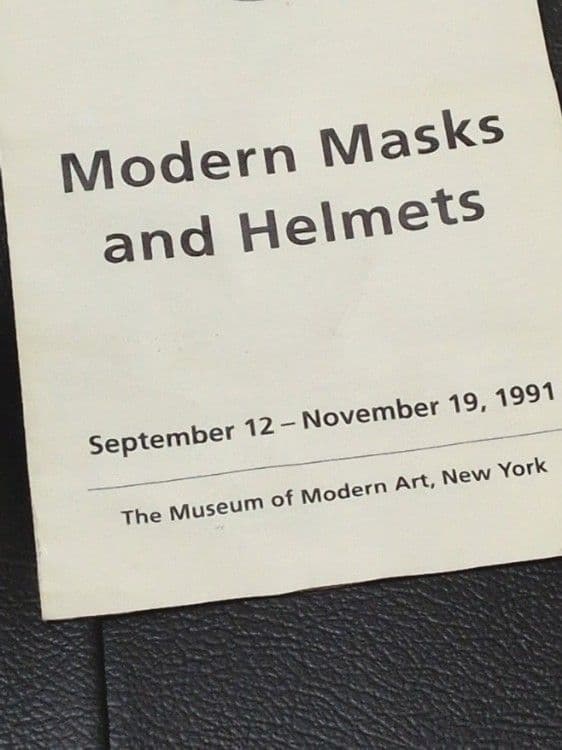 Modern Masks
and Helmets
September 12 – November 19, 1991
The Museum of Modern Art, New York